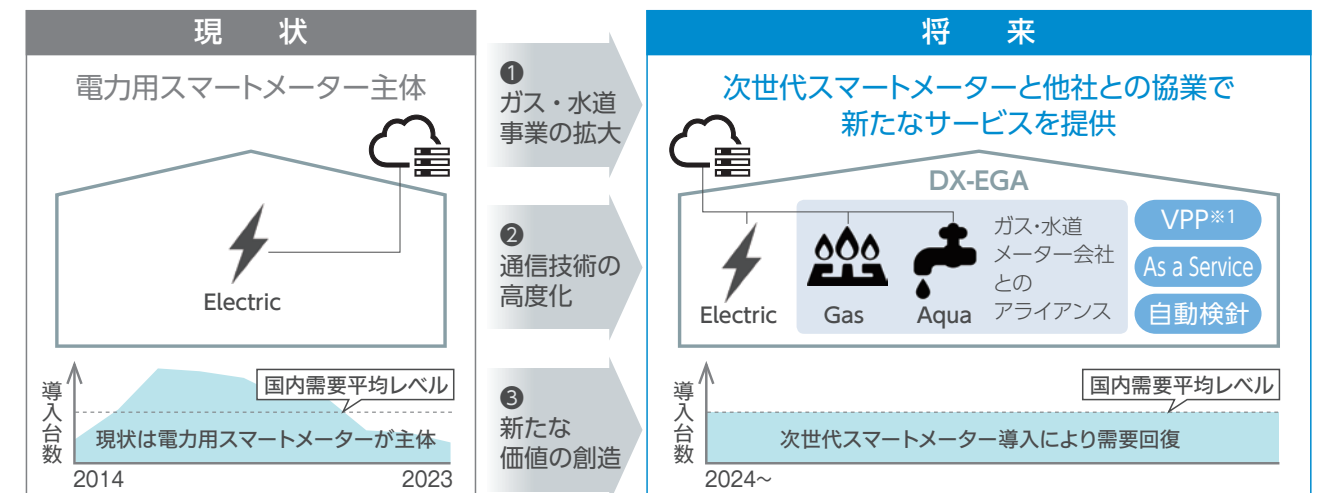 現 状
電力用スマートメーター主体
Electric
導入台数
国内需要平均レベル
現状は電力用スマートメーターが主体
2014
2023
❶
ガス・水道
事業の拡大
❷
通信技術の
高度化
❸
新たな
価値の創造
将 来
次世代スマートメーターと他社との協業で
新たなサービスを提供
DX-EGA
Electric
Gas
Aqua
ガス・水道
メーター会社
との
アライアンス
VPP※1
As a Service
自動検針
導入台数
国内需要平均レベル
次世代スマートメーター導入により需要回復
2024~